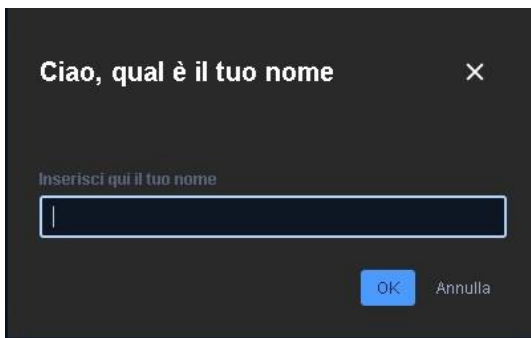 Ciao, qual è il tuo nome
Inserisci qui il tuo nome
OK Annulla